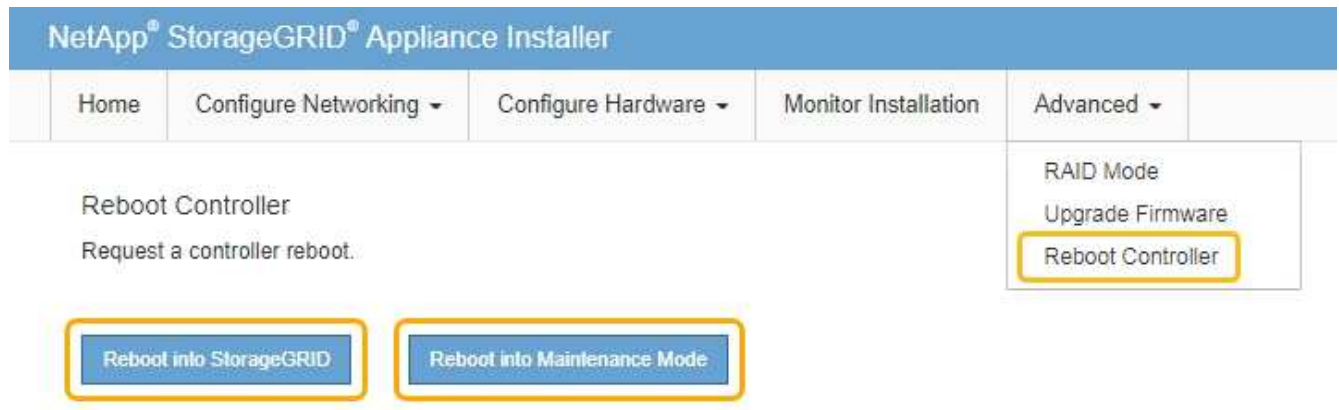 NetApp® StorageGRID® Appliance Installer
Home Configure Networking Configure Hardware Monitor Installation Advanced
RAID Mode
Upgrade Firmware
Reboot Controller
Reboot Controller
Request a controller reboot.
Reboot into StorageGRID Reboot into Maintenance Mode